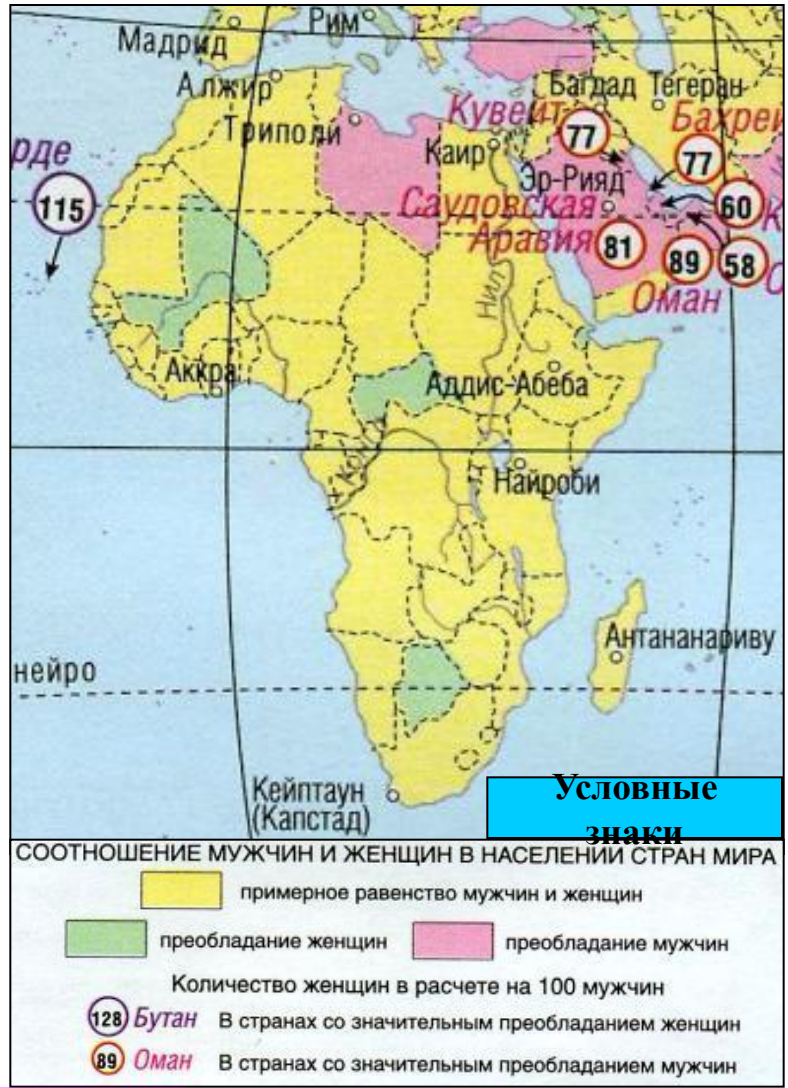 Рим
Мадрид
Алжир
Багдад Тегеран
Кувейт
Бахрей
Триполи
77
рде
Каир
77
Эр-Рияд
115
60
Саудовская
К
Аравия
81
89
58
О
Оман
Нил
Аккра
Аддис-Абеба
Конго
Найроби
Антананариву
нейро
Кейптаун
(Капстад)
Условные
знаки
СООТНОШЕНИЕ МУЖЧИН И ЖЕНЩИН В НАСЕЛЕНИИ СТРАН МИРА
примерное равенство мужчин и женщин
преобладание женщин
преобладание мужчин
Количество женщин в расчете на 100 мужчин
128 Бутан В странах со значительным преобладанием женщин
89 Оман В странах со значительным преобладанием мужчин